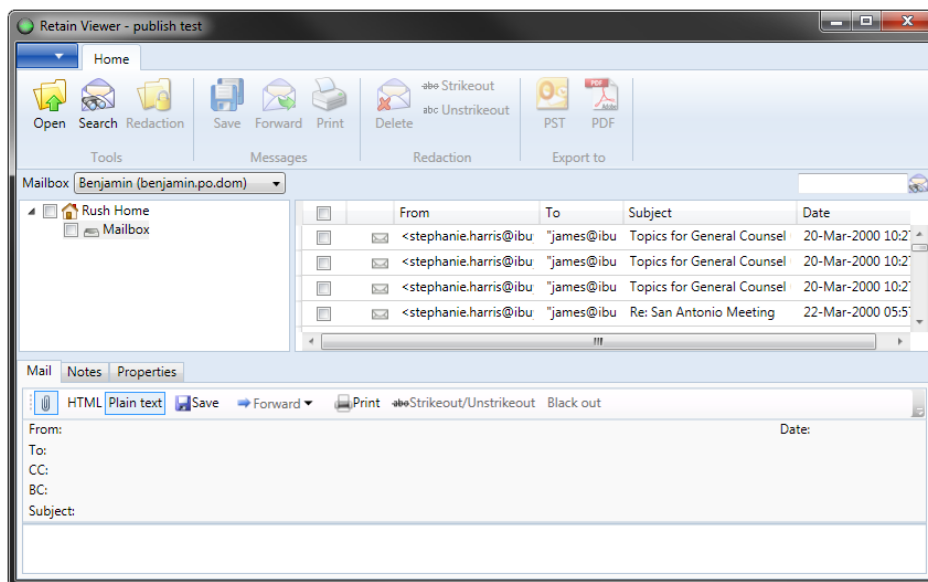 Retain Viewer - publish test
Home
Open Search Redaction Save Forward Print Delete abc Strikeout abc Unstrikeout PST PDF
Tools Messages Redaction Export to
Mailbox Benjamin (benjamin.po.dom)
Rush Home
Mailbox
From To Subject Date
<stephanie.harris@ibu "james@ibu Topics for General Counsel 20-Mar-2000 10:2
<stephanie.harris@ibu "james@ibu Topics for General Counsel 20-Mar-2000 10:2
<stephanie.harris@ibu "james@ibu Topics for General Counsel 20-Mar-2000 10:2
<stephanie.harris@ibu "james@ibu Re: San Antonio Meeting 22-Mar-2000 05:5
Mail Notes Properties
HTML Plain text Save Forward Print abc Strikeout/Unstrikeout Black out
From: Date:
To:
CC:
BC:
Subject: